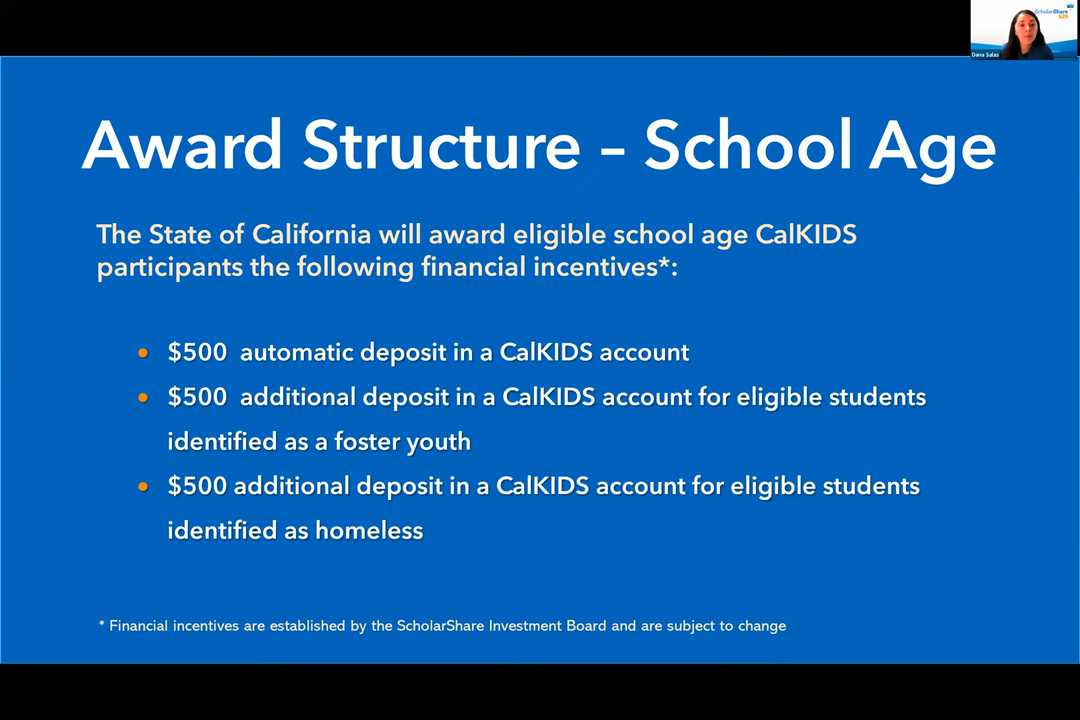 ScholarShare
529
Dana Salas
Award Structure – School Age
The State of California will award eligible school age CalKIDS
participants the following financial incentives*:
• $500 automatic deposit in a CalKIDS account
• $500 additional deposit in a CalKIDS account for eligible students
identified as a foster youth
• $500 additional deposit in a CalKIDS account for eligible students
identified as homeless
* Financial incentives are established by the ScholarShare Investment Board and are subject to change